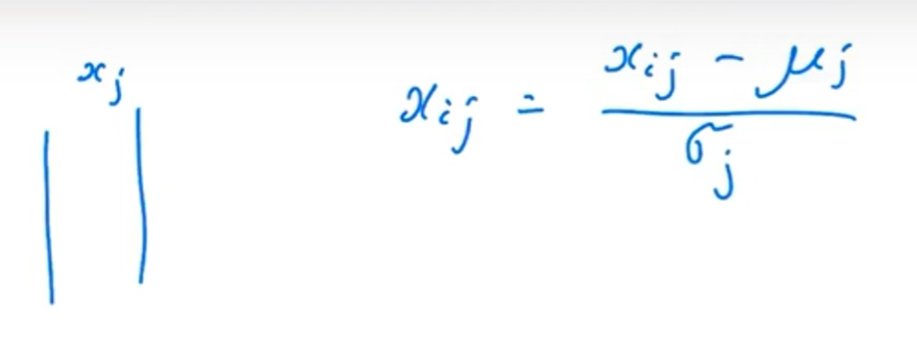 x_j
x_ij = (x_ij - μ_j) / σ_j